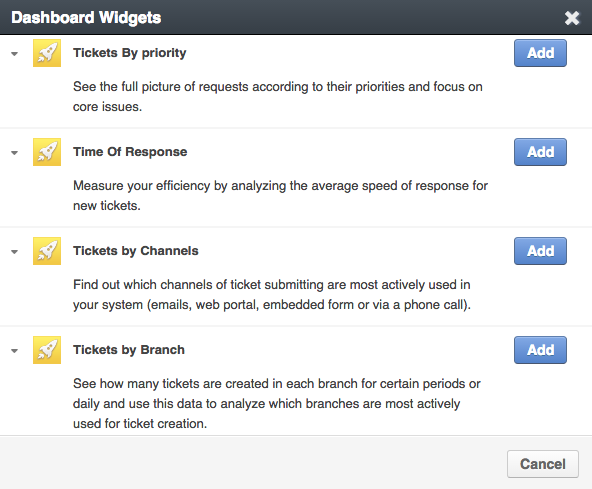 Dashboard Widgets
Tickets By priority
Add
See the full picture of requests according to their priorities and focus on
core issues.
Time Of Response
Add
Measure your efficiency by analyzing the average speed of response for
new tickets.
Tickets by Channels
Add
Find out which channels of ticket submitting are most actively used in
your system (emails, web portal, embedded form or via a phone call).
Tickets by Branch
Add
See how many tickets are created in each branch for certain periods or
daily and use this data to analyze which branches are most actively
used for ticket creation.
Cancel